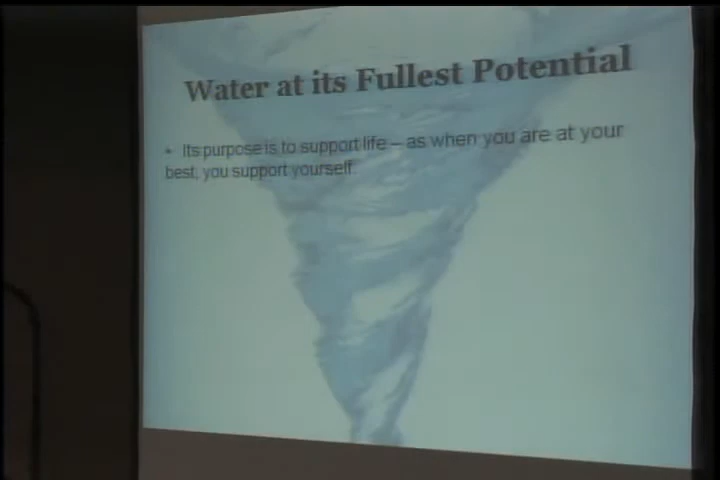 Water at its Fullest Potential
• Its purpose is to support life – as when you are at your
best, you support yourself.